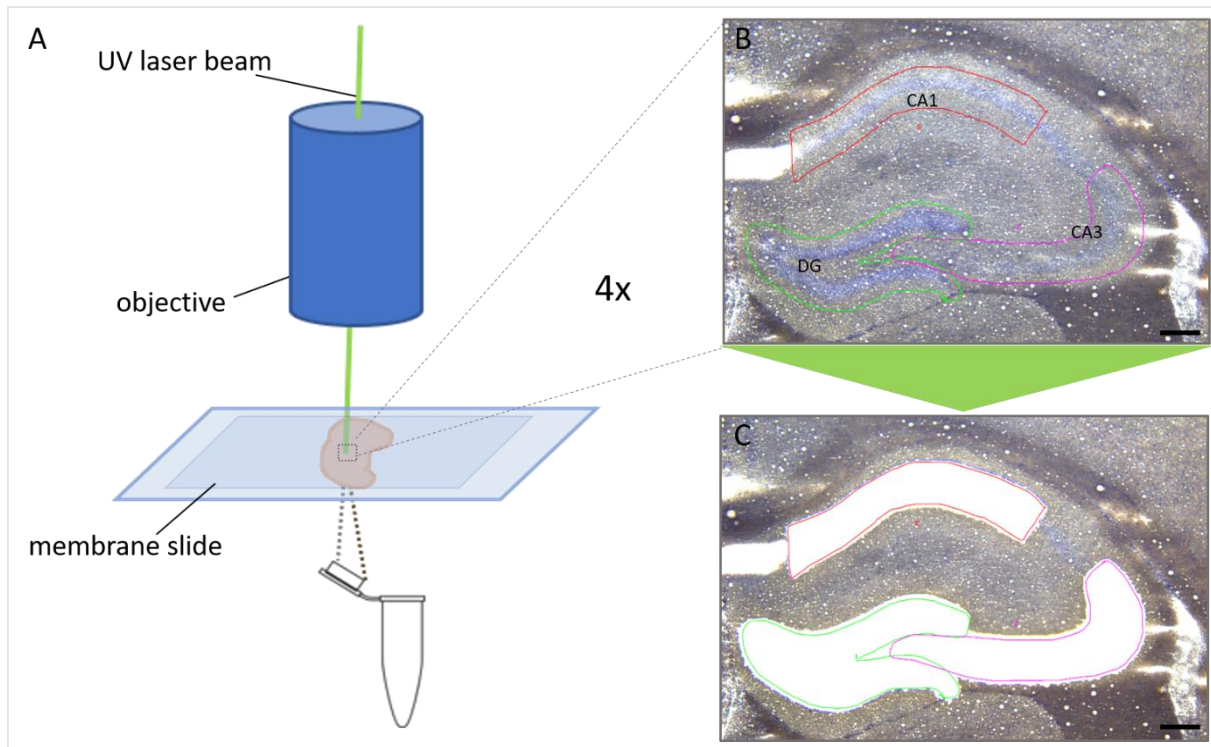 A
UV laser beam
objective
4x
membrane slide
B
CA1
CA3
DG
C